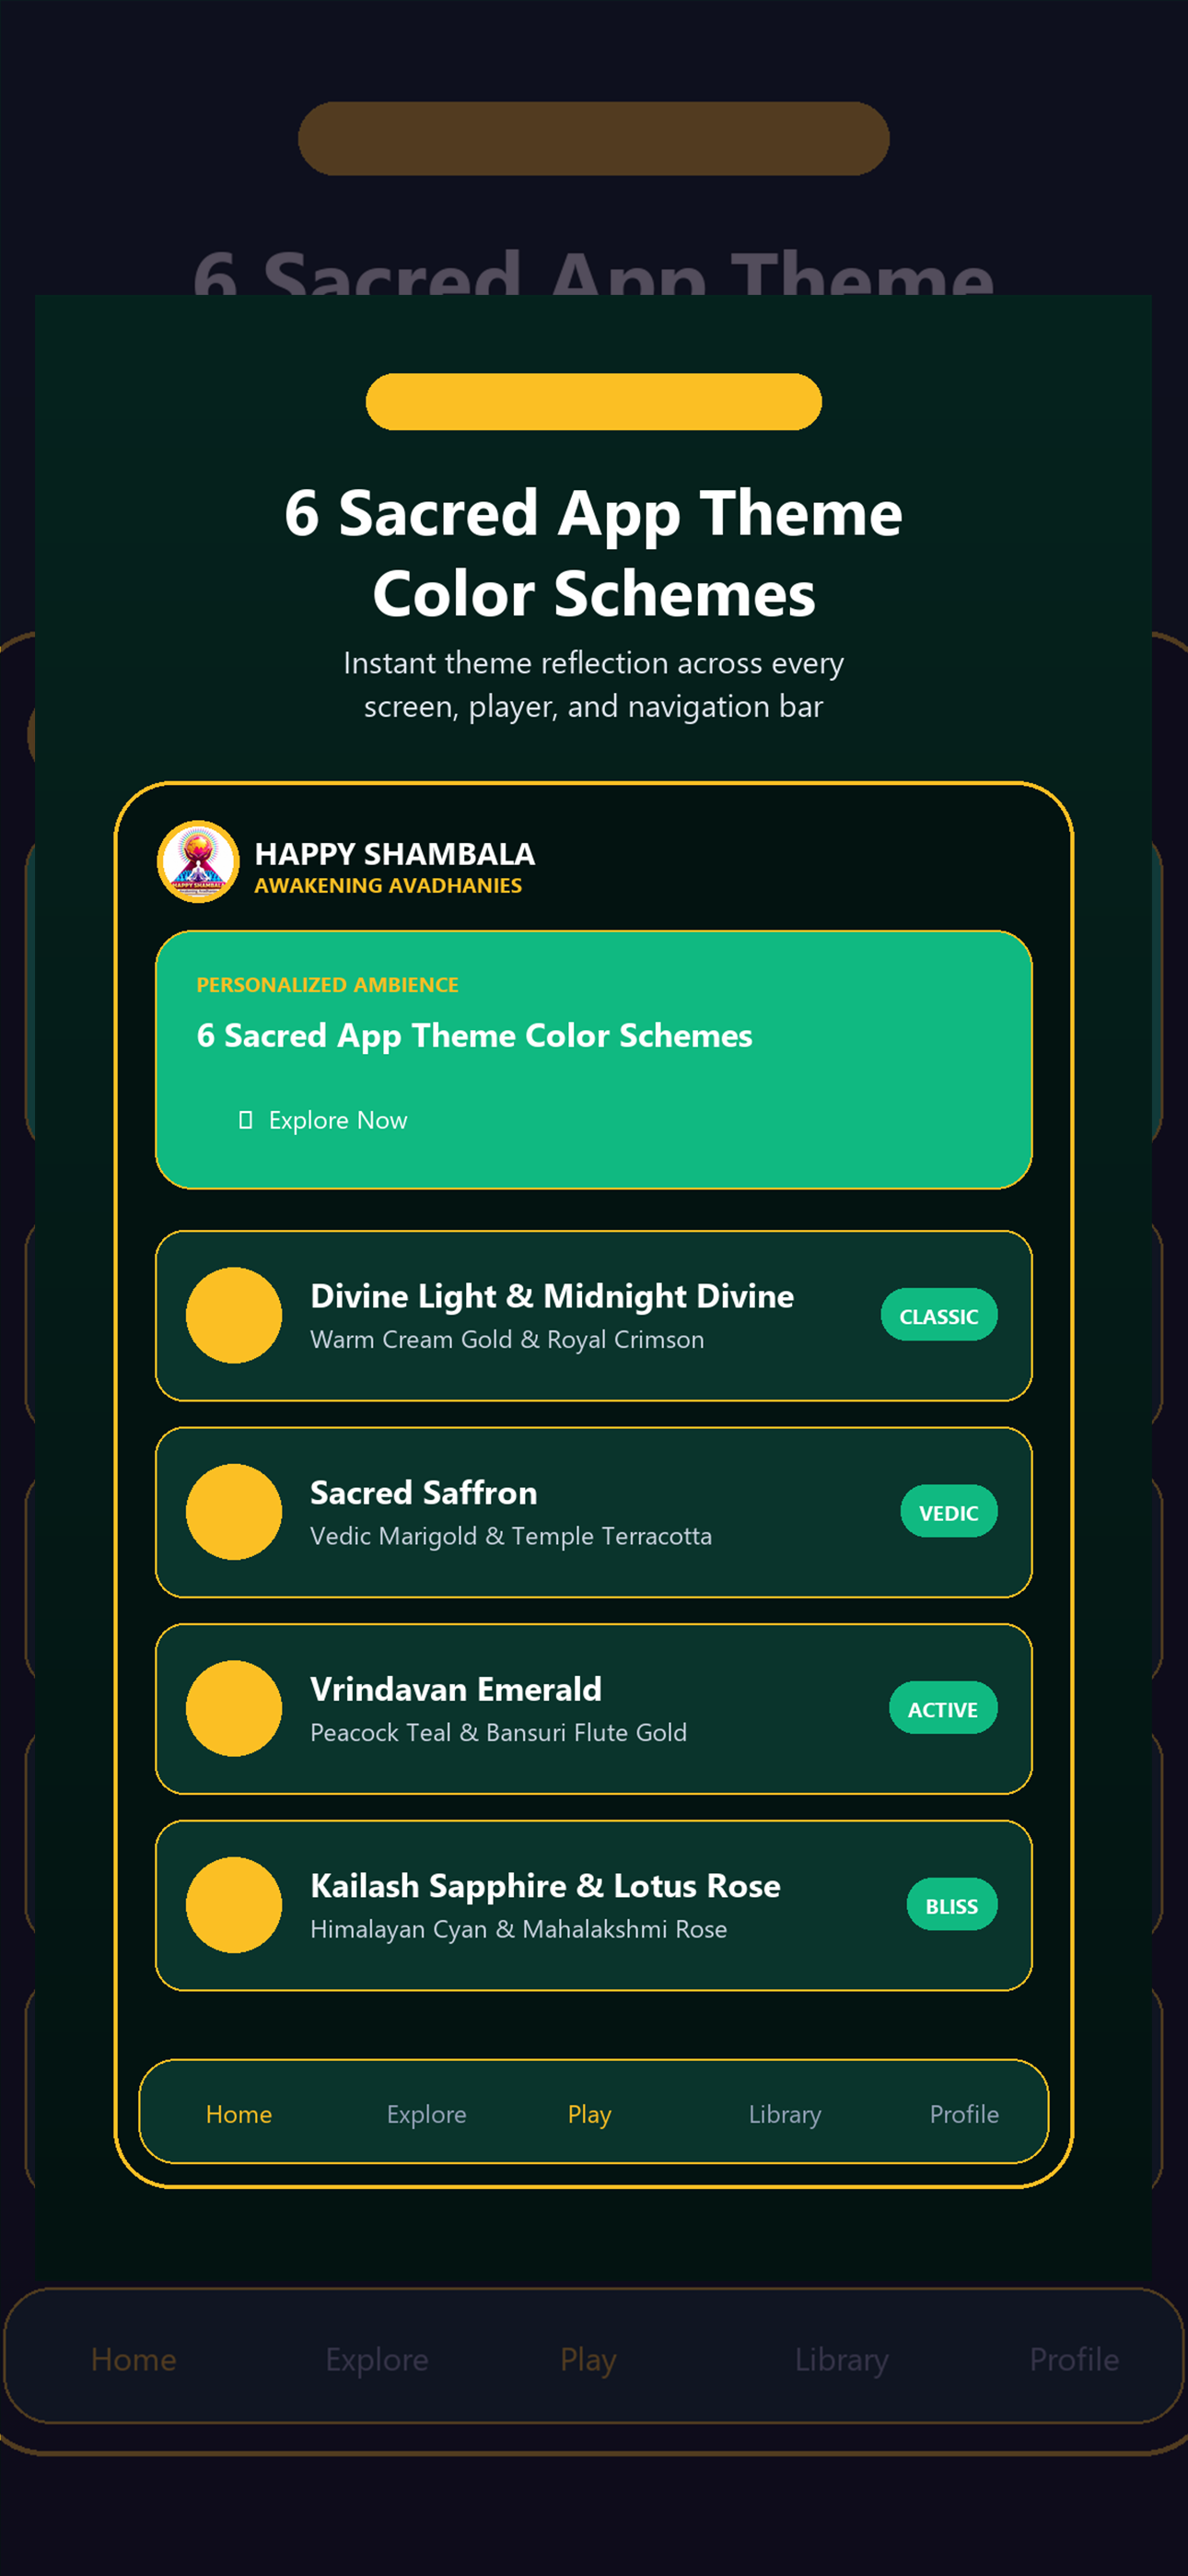 6 Sacred App Theme
6 Sacred App Theme
Color Schemes
Instant theme reflection across every
screen, player, and navigation bar
HAPPY SHAMBALA
AWAKENING AVADHANIES
PERSONALIZED AMBIENCE
6 Sacred App Theme Color Schemes
Explore Now
Divine Light & Midnight Divine
Warm Cream Gold & Royal Crimson
CLASSIC
Sacred Saffron
Vedic Marigold & Temple Terracotta
VEDIC
Vrindavan Emerald
Peacock Teal & Bansuri Flute Gold
ACTIVE
Kailash Sapphire & Lotus Rose
Himalayan Cyan & Mahalakshmi Rose
BLISS
Home Explore Play Library Profile
Home Explore Play Library Profile